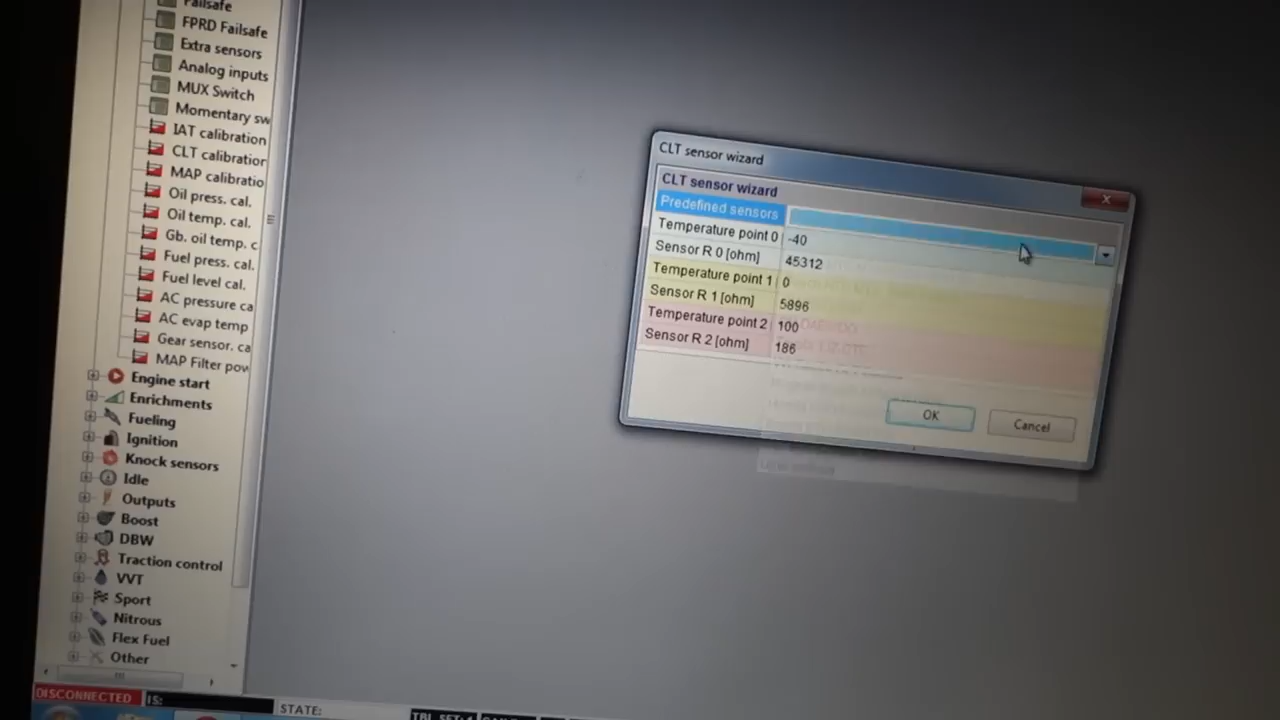 Failsafe
FPRD Failsafe
Extra sensors
Analog inputs
MUX Switch
Momentary sw
IAT calibration
CLT calibration
MAP calibratio
Oil press. cal.
Oil temp. cal.
Gb. oil temp. c
Fuel press. cal.
Fuel level cal.
AC pressure ca
AC evap temp
Gear sensor. ca
MAP Filter pow
Engine start
Enrichments
Fueling
Ignition
Knock sensors
Idle
Outputs
Boost
DBW
Traction control
VVT
Sport
Nitrous
Flex Fuel
Other
DISCONNECTED IS:
STATE:
CLT sensor wizard
CLT sensor wizard
Predefined sensors
Temperature point 0 -40
Sensor R 0 [ohm] 45312
Temperature point 1 0
Sensor R 1 [ohm] 5896
Temperature point 2 100
Sensor R 2 [ohm] 186
OK Cancel